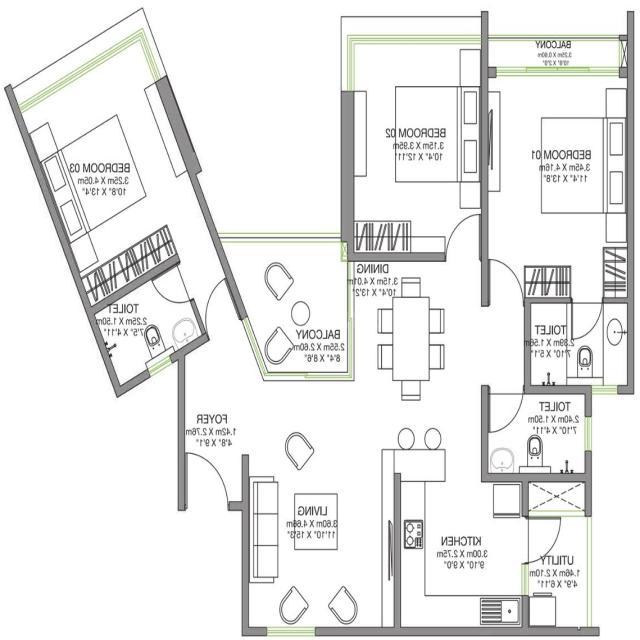 BALCONY
3.25m X 0.60m
10'8" X 2'0"
BEDROOM 02
3.15m X 3.95m
10'4" X 12'11"
BEDROOM 01
3.45m X 4.16m
11'4" X 13'8"
BEDROOM 03
3.25m X 4.05m
10'8" X 13'4"
DINING
3.15m X 4.01m
10'4" X 13'2"
TOILET
2.25m X 1.50m
7'5" X 4'11"
BALCONY
2.55m X 2.60m
8'4" X 8'6"
TOILET
2.39m X 1.56m
7'10" X 5'1"
FOYER
1.42m X 2.76m
4'8" X 9'1"
TOILET
2.40m X 1.50m
7'10" X 4'11"
LIVING
3.60m X 4.66m
11'10" X 15'3"
KITCHEN
3.00m X 2.75m
9'10" X 9'0"
UTILITY
1.46m X 2.10m
4'9" X 6'11"